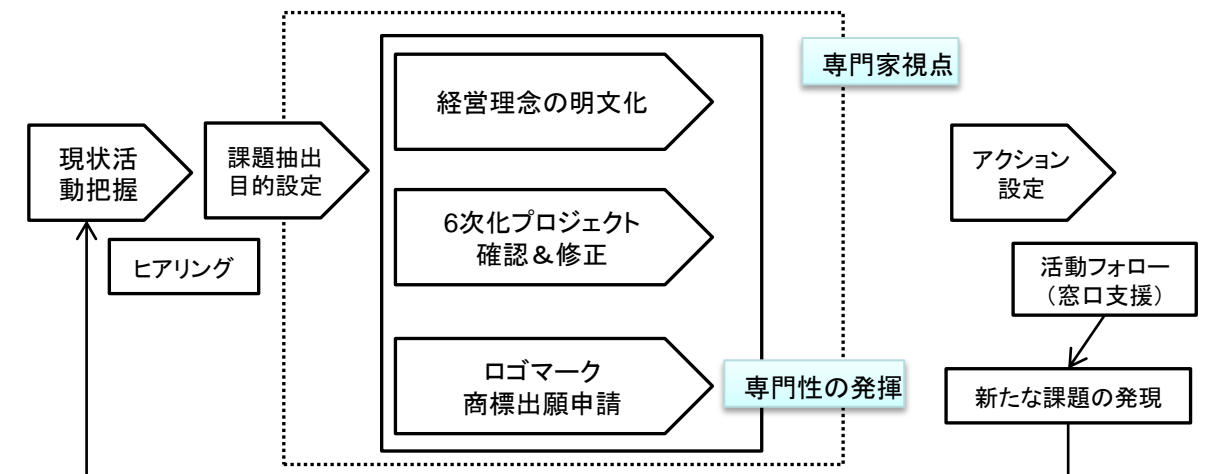 専門家視点
経営理念の明文化
現状活
動把握
課題抽出
目的設定
アクション
設定
6次化プロジェクト
確認&修正
ヒアリング
活動フォロー
(窓口支援)
ロゴマーク
商標出願申請
専門性の発揮
新たな課題の発現